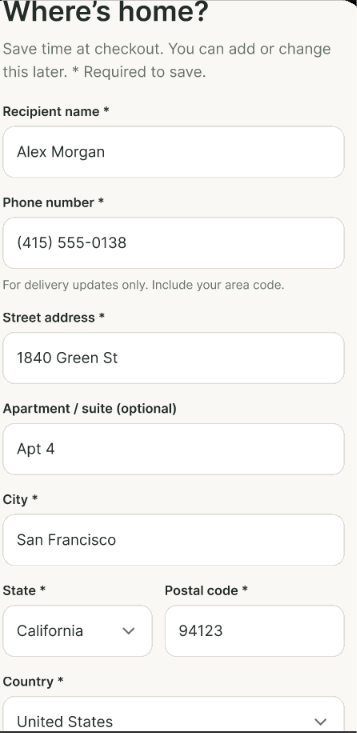 Where's home?
Save time at checkout. You can add or change
this later. * Required to save.
Recipient name *
Alex Morgan
Phone number *
(415) 555-0138
For delivery updates only. Include your area code.
Street address *
1840 Green St
Apartment / suite (optional)
Apt 4
City *
San Francisco
State *
Postal code *
California
94123
Country *
United States